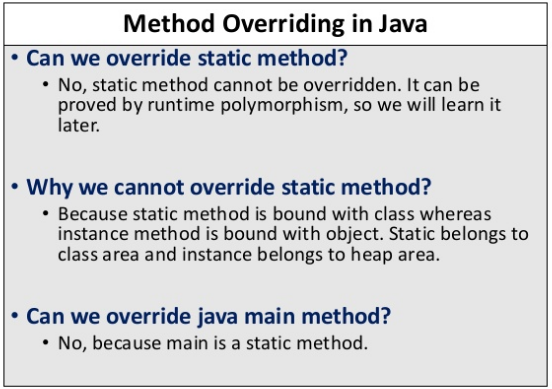 Method Overriding in Java
• Can we override static method?
• No, static method cannot be overridden. It can be
proved by runtime polymorphism, so we will learn it
later.
• Why we cannot override static method?
• Because static method is bound with class whereas
instance method is bound with object. Static belongs to
class area and instance belongs to heap area.
• Can we override java main method?
• No, because main is a static method.